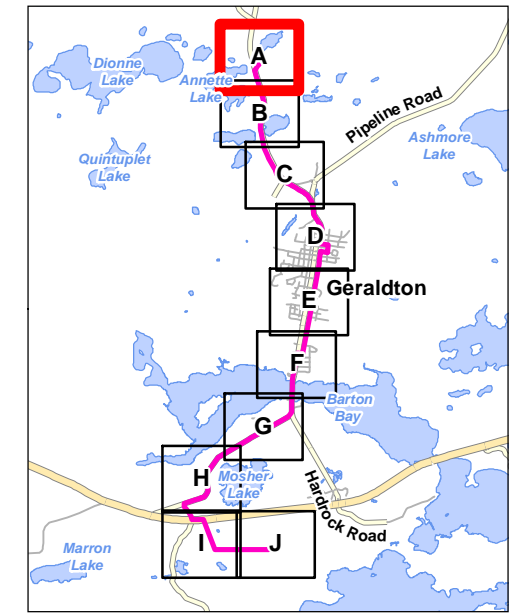 A
Dionne
Lake
Annette
Lake
B
Pipeline Road
Ashmore
Lake
Quintuplet
Lake
C
D
E
Geraldton
F
Barton
Bay
G
H
Mosher
Lake
Hardrock Road
I
J
Marron
Lake